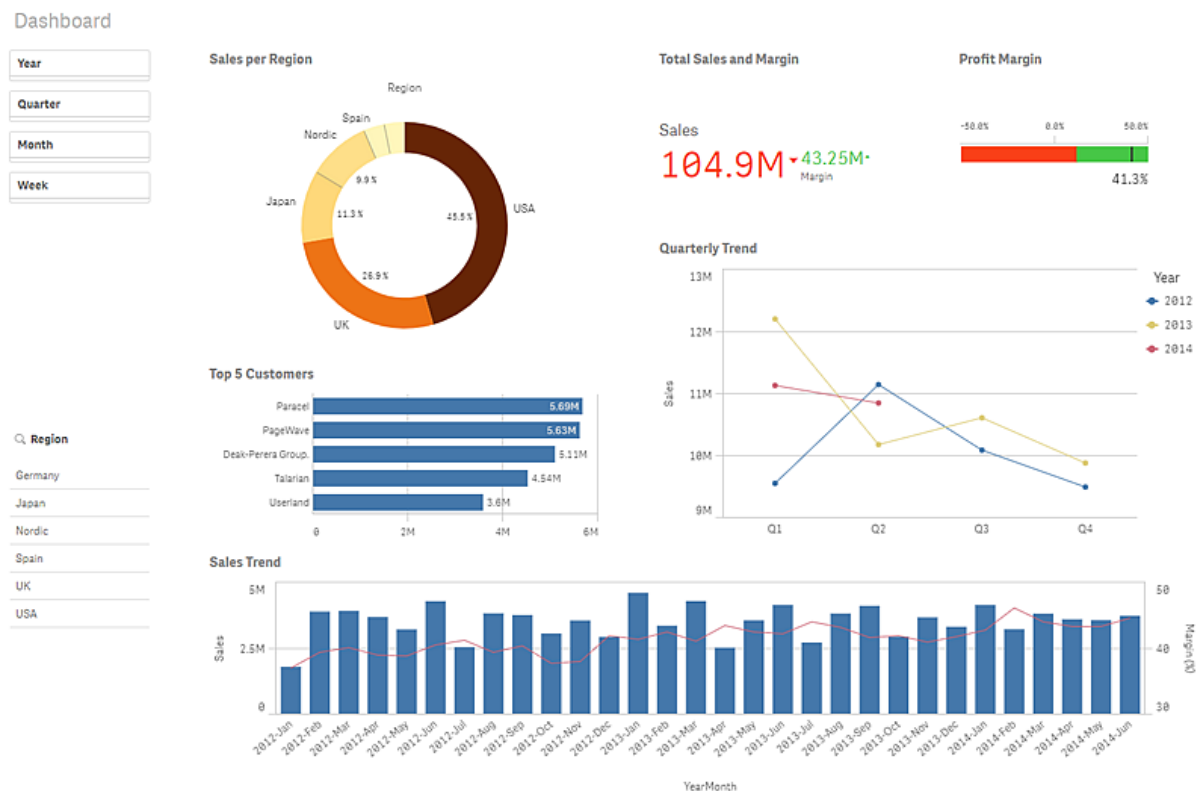 Dashboard
Year
Quarter
Month
Week
Region
Germany
Japan
Nordic
Spain
UK
USA
Sales per Region
Region
Spain
Nordic
Japan
UK
USA
9.9%
11.3%
26.9%
45.5%
Total Sales and Margin
Sales
104.9M
43.25M
Margin
Profit Margin
-50.0% 0.0% 50.0%
41.3%
Quarterly Trend
Sales
13M
12M
11M
10M
9M
Q1 Q2 Q3 Q4
Year
2012
2013
2014
Top 5 Customers
Paracel 5.69M
PageWave 5.63M
Deak-Perera Group. 5.11M
Talarian 4.54M
Userland 3.6M
0 2M 4M 6M
Sales Trend
Sales
5M
2.5M
0
50
40
30
Margin (%)
2012-Jan 2012-Feb 2012-Mar 2012-Apr 2012-May 2012-Jun 2012-Jul 2012-Aug 2012-Sep 2012-Oct 2012-Nov 2012-Dec 2013-Jan 2013-Feb 2013-Mar 2013-Apr 2013-May 2013-Jun 2013-Jul 2013-Aug 2013-Sep 2013-Oct 2013-Nov 2013-Dec 2014-Jan 2014-Feb 2014-Mar 2014-Apr 2014-May 2014-Jun
YearMonth